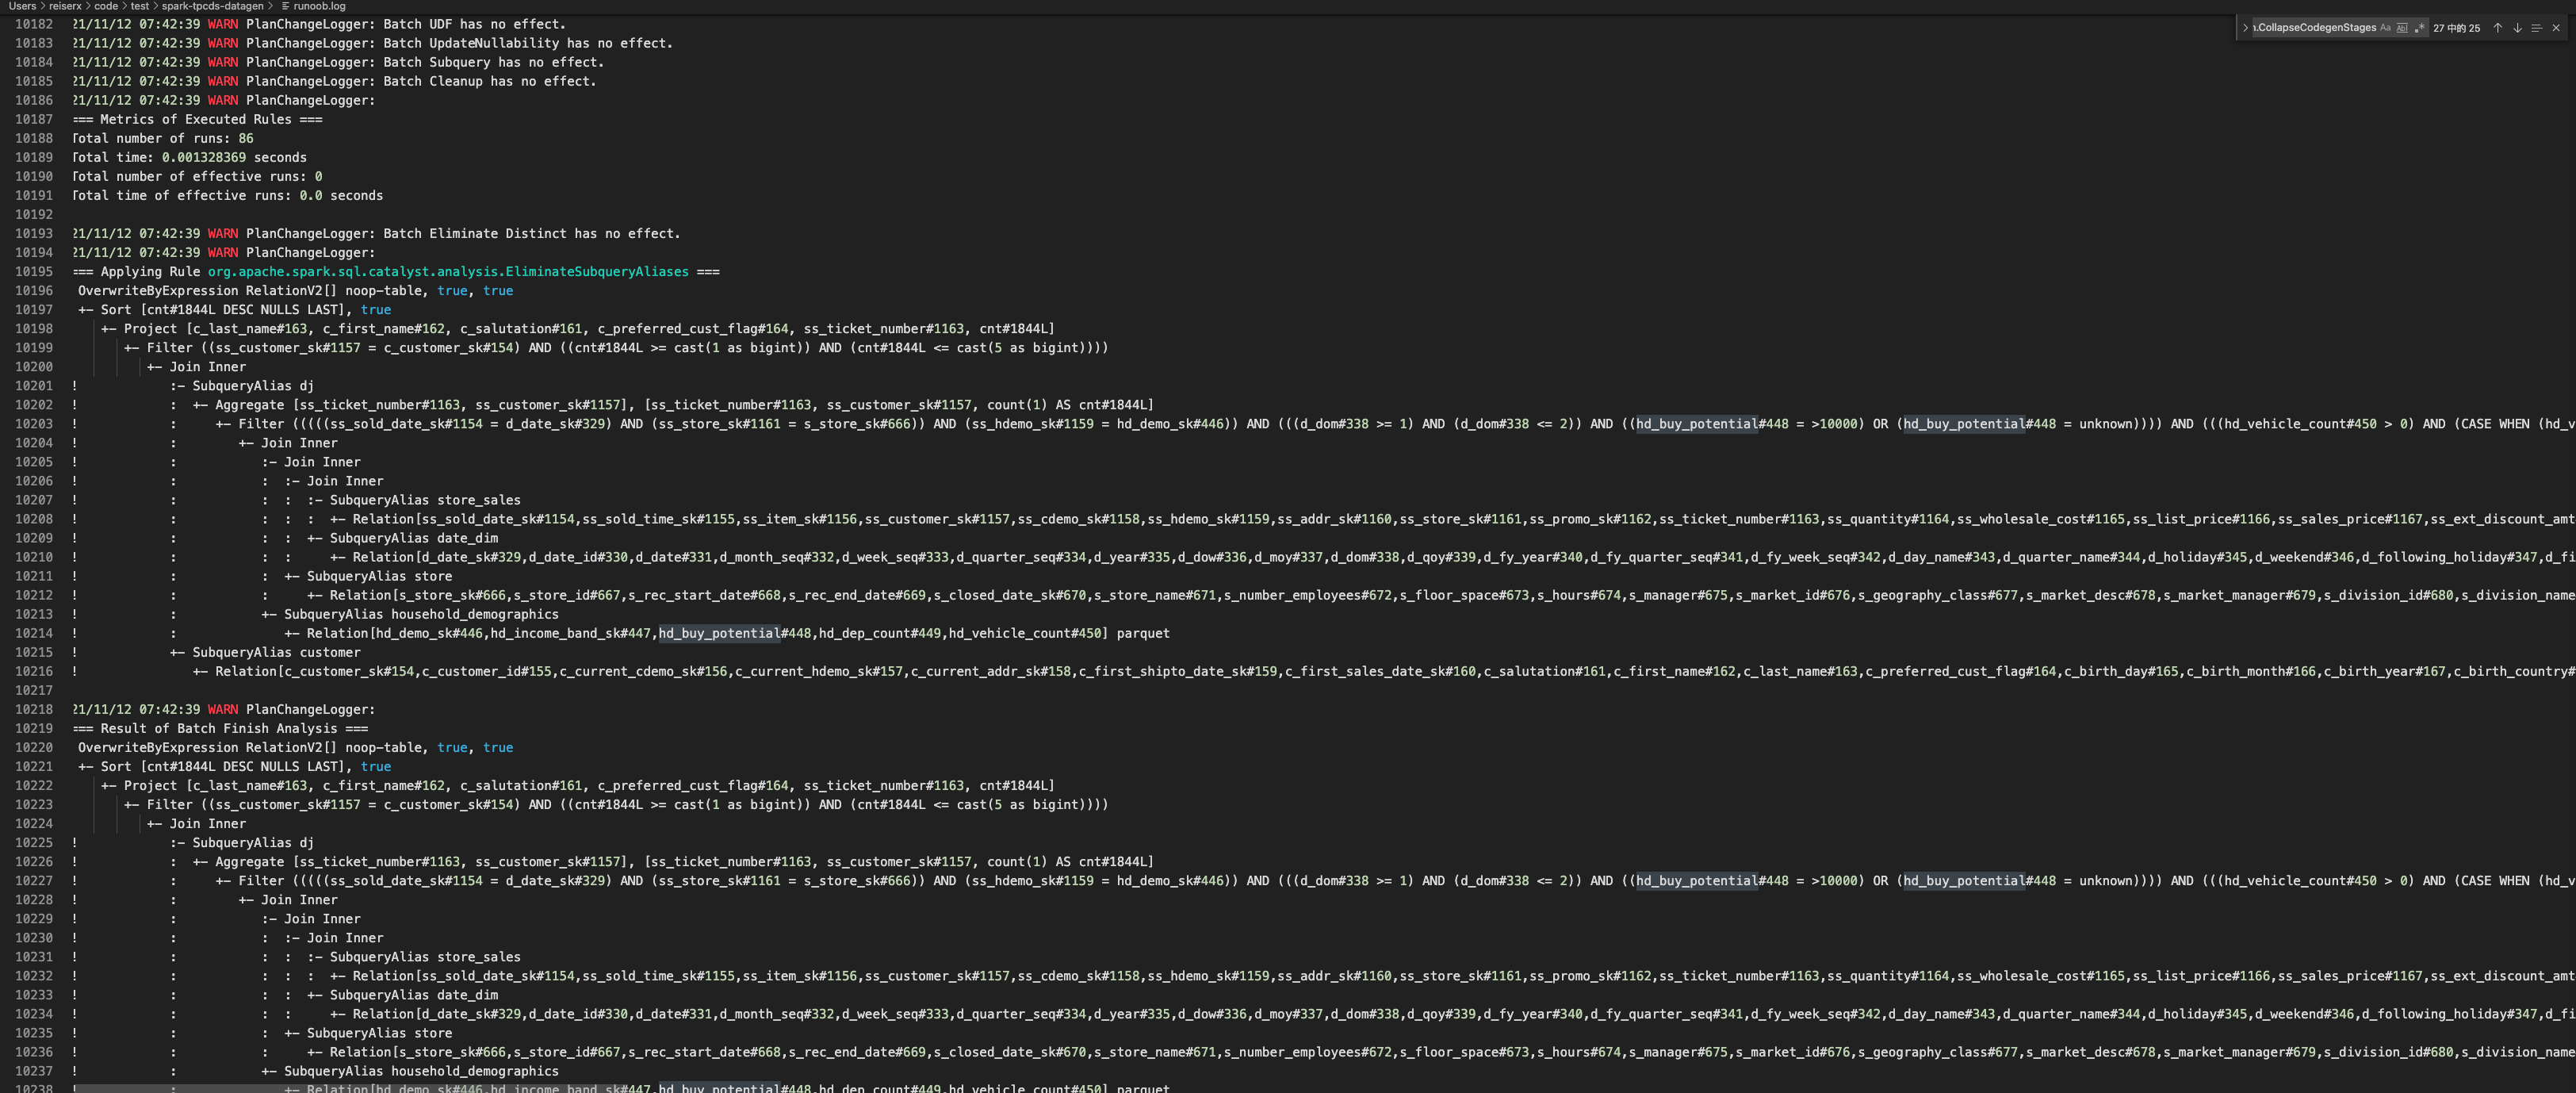 Users > reiserx > code > test > spark-tpcds-datagen > runoob.log
.CollapseCodegenStages Aa Abl .* 27 中的 25
10182 21/11/12 07:42:39 WARN PlanChangeLogger: Batch UDF has no effect.
10183 21/11/12 07:42:39 WARN PlanChangeLogger: Batch UpdateNullability has no effect.
10184 21/11/12 07:42:39 WARN PlanChangeLogger: Batch Subquery has no effect.
10185 21/11/12 07:42:39 WARN PlanChangeLogger: Batch Cleanup has no effect.
10186 21/11/12 07:42:39 WARN PlanChangeLogger:
10187 === Metrics of Executed Rules ===
10188 Total number of runs: 86
10189 Total time: 0.001328369 seconds
10190 Total number of effective runs: 0
10191 Total time of effective runs: 0.0 seconds
10192
10193 21/11/12 07:42:39 WARN PlanChangeLogger: Batch Eliminate Distinct has no effect.
10194 21/11/12 07:42:39 WARN PlanChangeLogger:
10195 === Applying Rule org.apache.spark.sql.catalyst.analysis.EliminateSubqueryAliases ===
10196 OverwriteByExpression RelationV2[] noop-table, true, true
10197 +- Sort [cnt#1844L DESC NULLS LAST], true
10198 +- Project [c_last_name#163, c_first_name#162, c_salutation#161, c_preferred_cust_flag#164, ss_ticket_number#1163, cnt#1844L]
10199 +- Filter ((ss_customer_sk#1157 = c_customer_sk#154) AND ((cnt#1844L >= cast(1 as bigint)) AND (cnt#1844L <= cast(5 as bigint))))
10200 +- Join Inner
10201 ! :- SubqueryAlias dj
10202 ! : +- Aggregate [ss_ticket_number#1163, ss_customer_sk#1157], [ss_ticket_number#1163, ss_customer_sk#1157, count(1) AS cnt#1844L]
10203 ! : +- Filter (((((ss_sold_date_sk#1154 = d_date_sk#329) AND (ss_store_sk#1161 = s_store_sk#666)) AND (ss_hdemo_sk#1159 = hd_demo_sk#446)) AND (((d_dom#338 >= 1) AND (d_dom#338 <= 2)) AND ((hd_buy_potential#448 = >10000) OR (hd_buy_potential#448 = unknown)))) AND (((hd_vehicle_count#450 > 0) AND (CASE WHEN (hd_v
10204 ! : +- Join Inner
10205 ! : :- Join Inner
10206 ! : : :- Join Inner
10207 ! : : : :- SubqueryAlias store_sales
10208 ! : : : : +- Relation[ss_sold_date_sk#1154,ss_sold_time_sk#1155,ss_item_sk#1156,ss_customer_sk#1157,ss_cdemo_sk#1158,ss_hdemo_sk#1159,ss_addr_sk#1160,ss_store_sk#1161,ss_promo_sk#1162,ss_ticket_number#1163,ss_quantity#1164,ss_wholesale_cost#1165,ss_list_price#1166,ss_sales_price#1167,ss_ext_discount_amt
10209 ! : : : +- SubqueryAlias date_dim
10210 ! : : : +- Relation[d_date_sk#329,d_date_id#330,d_date#331,d_month_seq#332,d_week_seq#333,d_quarter_seq#334,d_year#335,d_dow#336,d_moy#337,d_dom#338,d_qoy#339,d_fy_year#340,d_fy_quarter_seq#341,d_fy_week_seq#342,d_day_name#343,d_quarter_name#344,d_holiday#345,d_weekend#346,d_following_holiday#347,d_fi
10211 ! : : +- SubqueryAlias store
10212 ! : : +- Relation[s_store_sk#666,s_store_id#667,s_rec_start_date#668,s_rec_end_date#669,s_closed_date_sk#670,s_store_name#671,s_number_employees#672,s_floor_space#673,s_hours#674,s_manager#675,s_market_id#676,s_geography_class#677,s_market_desc#678,s_market_manager#679,s_division_id#680,s_division_name
10213 ! : +- SubqueryAlias household_demographics
10214 ! : +- Relation[hd_demo_sk#446,hd_income_band_sk#447,hd_buy_potential#448,hd_dep_count#449,hd_vehicle_count#450] parquet
10215 ! +- SubqueryAlias customer
10216 ! +- Relation[c_customer_sk#154,c_customer_id#155,c_current_cdemo_sk#156,c_current_hdemo_sk#157,c_current_addr_sk#158,c_first_shipto_date_sk#159,c_first_sales_date_sk#160,c_salutation#161,c_first_name#162,c_last_name#163,c_preferred_cust_flag#164,c_birth_day#165,c_birth_month#166,c_birth_year#167,c_birth_country#
10217
10218 21/11/12 07:42:39 WARN PlanChangeLogger:
10219 === Result of Batch Finish Analysis ===
10220 OverwriteByExpression RelationV2[] noop-table, true, true
10221 +- Sort [cnt#1844L DESC NULLS LAST], true
10222 +- Project [c_last_name#163, c_first_name#162, c_salutation#161, c_preferred_cust_flag#164, ss_ticket_number#1163, cnt#1844L]
10223 +- Filter ((ss_customer_sk#1157 = c_customer_sk#154) AND ((cnt#1844L >= cast(1 as bigint)) AND (cnt#1844L <= cast(5 as bigint))))
10224 +- Join Inner
10225 ! :- SubqueryAlias dj
10226 ! : +- Aggregate [ss_ticket_number#1163, ss_customer_sk#1157], [ss_ticket_number#1163, ss_customer_sk#1157, count(1) AS cnt#1844L]
10227 ! : +- Filter (((((ss_sold_date_sk#1154 = d_date_sk#329) AND (ss_store_sk#1161 = s_store_sk#666)) AND (ss_hdemo_sk#1159 = hd_demo_sk#446)) AND (((d_dom#338 >= 1) AND (d_dom#338 <= 2)) AND ((hd_buy_potential#448 = >10000) OR (hd_buy_potential#448 = unknown)))) AND (((hd_vehicle_count#450 > 0) AND (CASE WHEN (hd_v
10228 ! : +- Join Inner
10229 ! : :- Join Inner
10230 ! : : :- Join Inner
10231 ! : : : :- SubqueryAlias store_sales
10232 ! : : : : +- Relation[ss_sold_date_sk#1154,ss_sold_time_sk#1155,ss_item_sk#1156,ss_customer_sk#1157,ss_cdemo_sk#1158,ss_hdemo_sk#1159,ss_addr_sk#1160,ss_store_sk#1161,ss_promo_sk#1162,ss_ticket_number#1163,ss_quantity#1164,ss_wholesale_cost#1165,ss_list_price#1166,ss_sales_price#1167,ss_ext_discount_amt
10233 ! : : : +- SubqueryAlias date_dim
10234 ! : : : +- Relation[d_date_sk#329,d_date_id#330,d_date#331,d_month_seq#332,d_week_seq#333,d_quarter_seq#334,d_year#335,d_dow#336,d_moy#337,d_dom#338,d_qoy#339,d_fy_year#340,d_fy_quarter_seq#341,d_fy_week_seq#342,d_day_name#343,d_quarter_name#344,d_holiday#345,d_weekend#346,d_following_holiday#347,d_fi
10235 ! : : +- SubqueryAlias store
10236 ! : : +- Relation[s_store_sk#666,s_store_id#667,s_rec_start_date#668,s_rec_end_date#669,s_closed_date_sk#670,s_store_name#671,s_number_employees#672,s_floor_space#673,s_hours#674,s_manager#675,s_market_id#676,s_geography_class#677,s_market_desc#678,s_market_manager#679,s_division_id#680,s_division_name
10237 ! : +- SubqueryAlias household_demographics
10238 ! : +- Relation[hd_demo_sk#446,hd_income_band_sk#447,hd_buy_potential#448,hd_dep_count#449,hd_vehicle_count#450] parquet